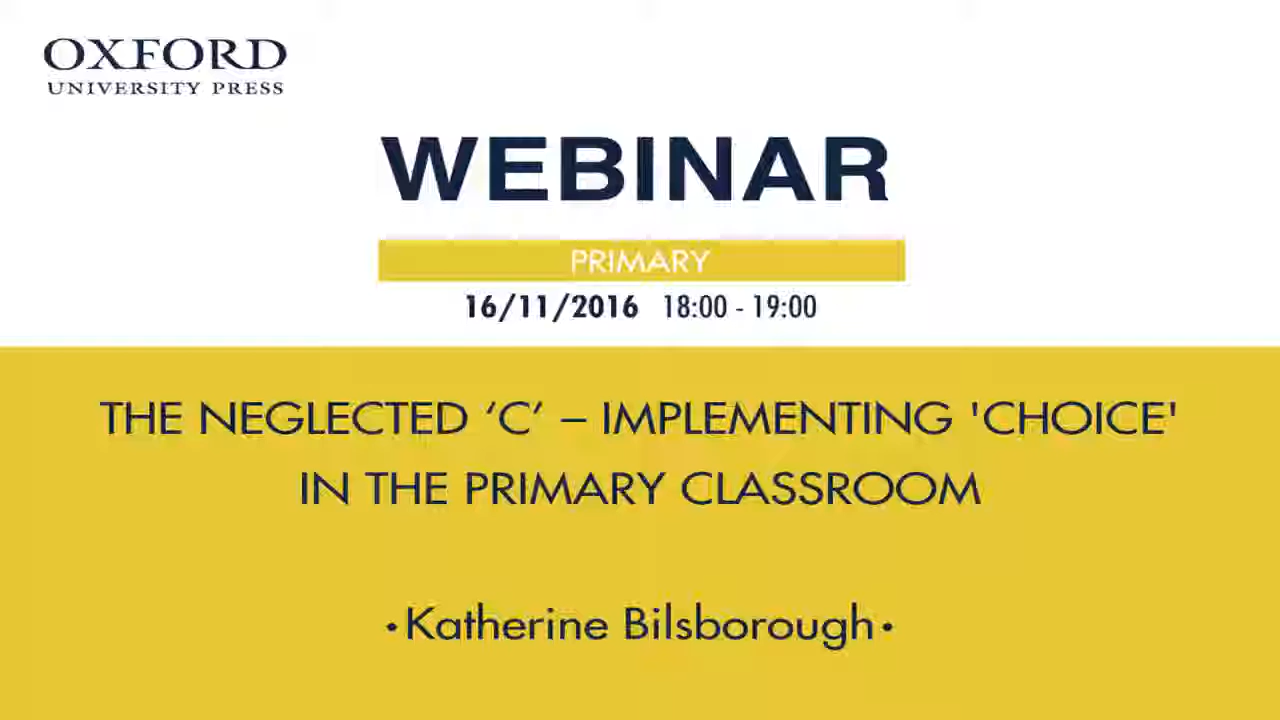 OXFORD
UNIVERSITY PRESS
WEBINAR
PRIMARY
16/11/2016 18:00 - 19:00
THE NEGLECTED ‘C’ – IMPLEMENTING 'CHOICE'
IN THE PRIMARY CLASSROOM
•Katherine Bilsborough•